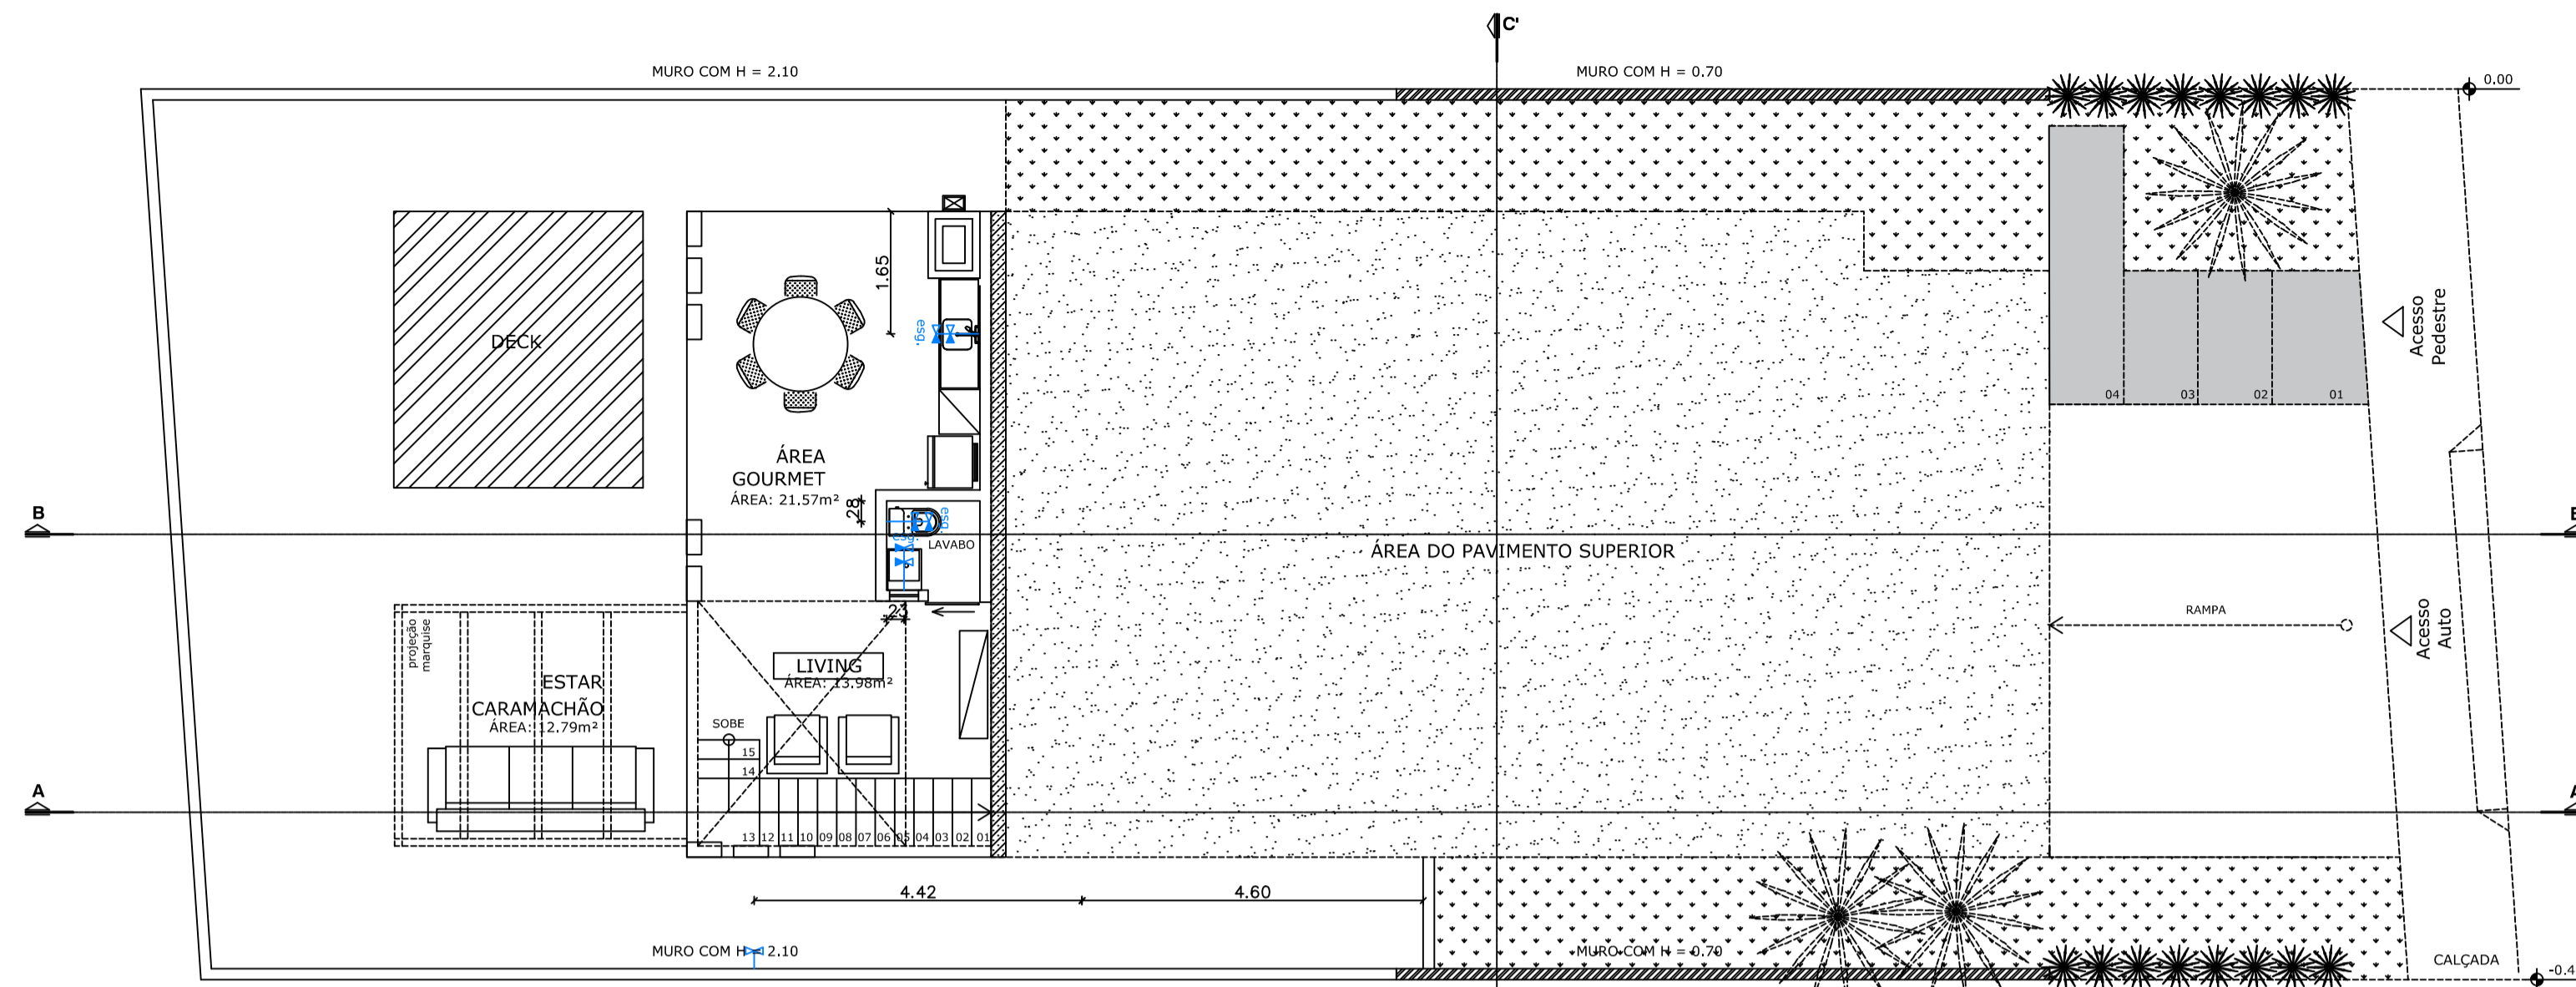 C'
MURO COM H = 2.10
MURO COM H = 0.70
0.00
1.65
esg.
DECK
Acesso
Pedestre
04
03
02
01
ÁREA
GOURMET
ÁREA: 21.57m²
28
esg.
LAVABO
B
ÁREA DO PAVIMENTO SUPERIOR
23
RAMPA
Acesso
Auto
projeção
marquise
LIVING
ÁREA: 13.98m²
ESTAR
CARAMACHÃO
ÁREA: 12.79m²
SOBE
15
14
A
13 12 11 10 09 08 07 06 05 04 03 02 01
4.42
4.60
MURO COM H = 2.10
MURO COM H = 0.70
CALÇADA
-0.4